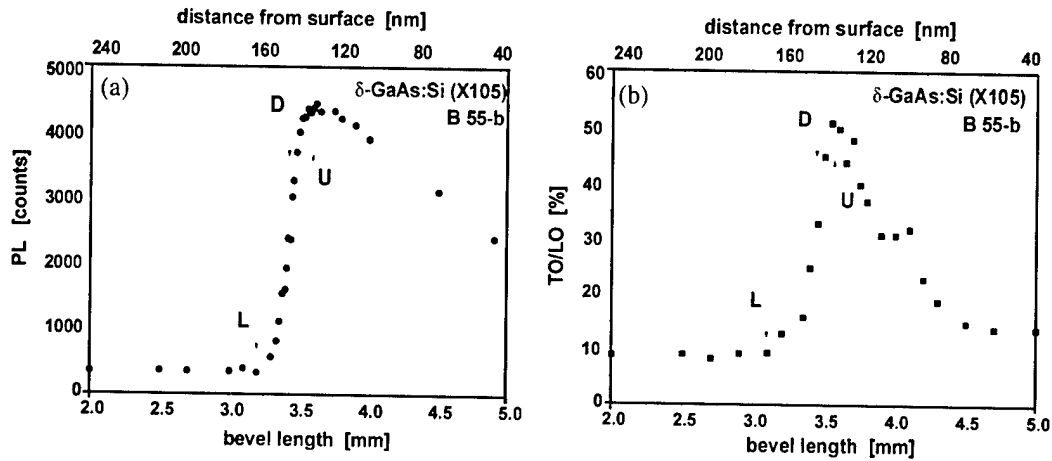 distance from surface [nm]
240 200 160 120 80 40
5000
4000
3000
2000
1000
0
PL [counts]
(a)
δ-GaAs:Si (X105)
B 55-b
D
U
L
2.0 2.5 3.0 3.5 4.0 4.5 5.0
bevel length [mm]
distance from surface [nm]
240 200 160 120 80 40
60
50
40
30
20
10
0
TO/LO [%]
(b)
δ-GaAs:Si (X105)
B 55-b
D
U
L
2.0 2.5 3.0 3.5 4.0 4.5 5.0
bevel length [mm]